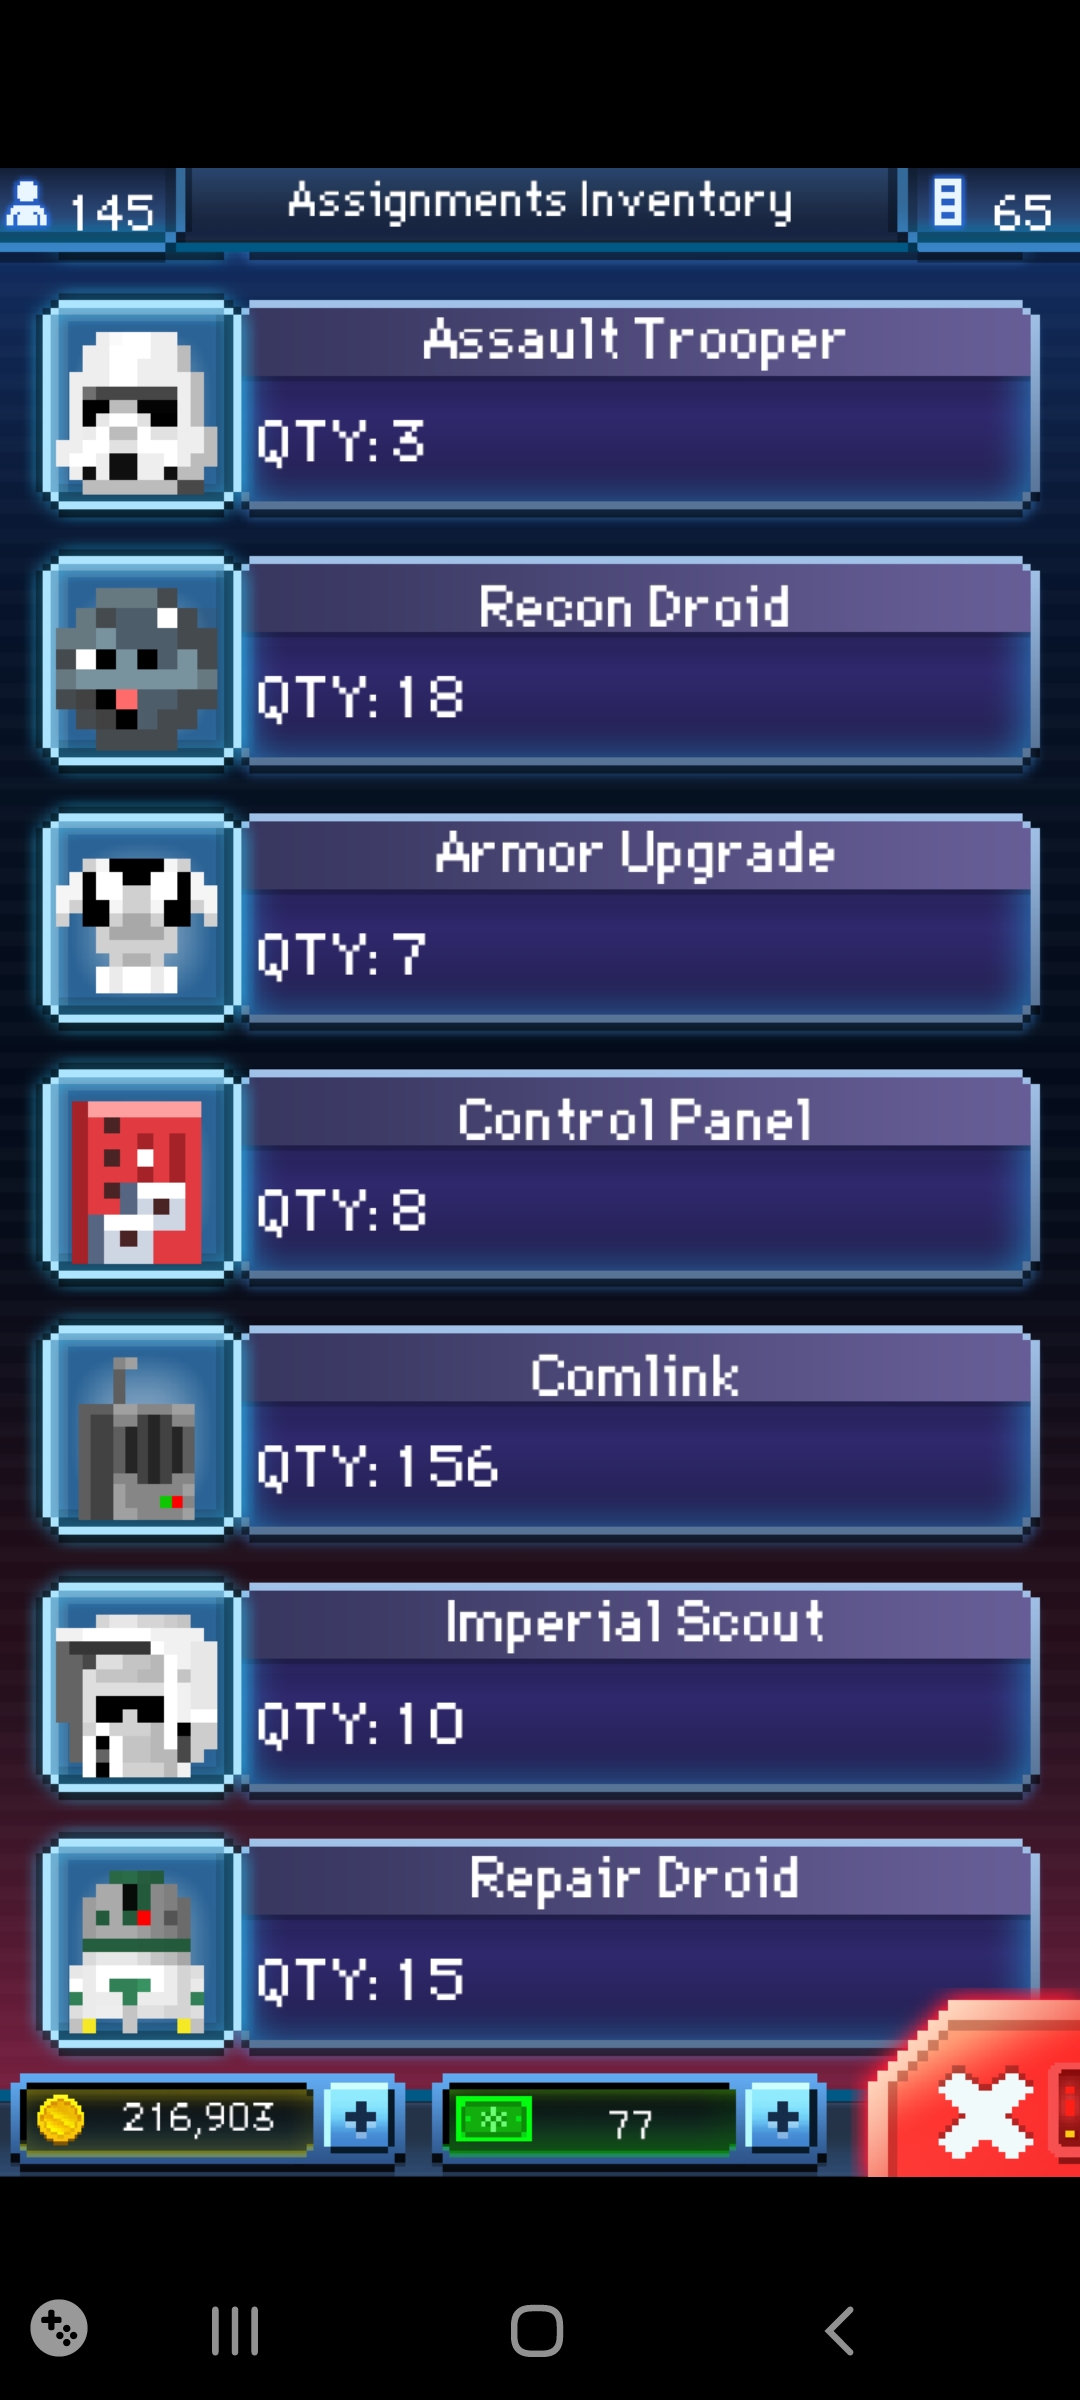 145
Assignments Inventory
65
Assault Trooper
QTY: 3
Recon Droid
QTY: 18
Armor Upgrade
QTY: 7
Control Panel
QTY: 8
Comlink
QTY: 156
Imperial Scout
QTY: 10
Repair Droid
QTY: 15
216,903
77